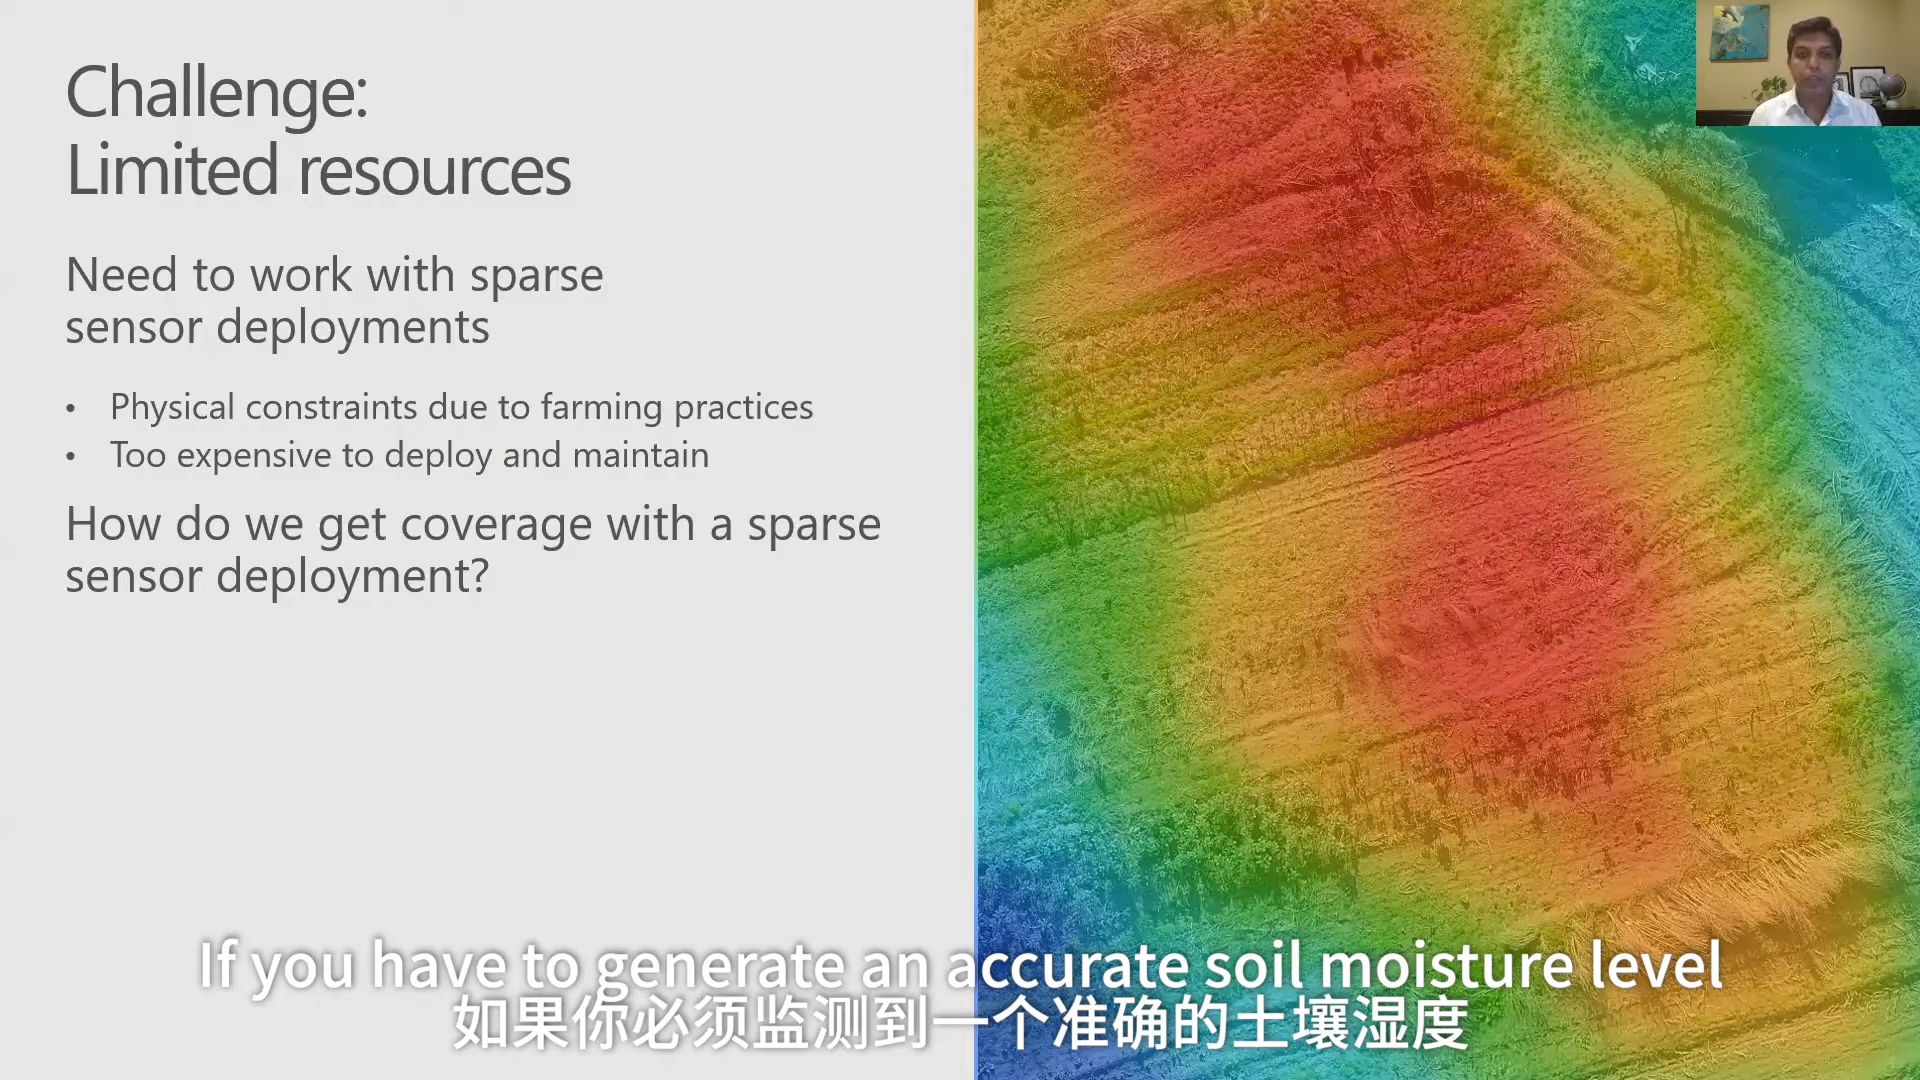 Challenge:
Limited resources
Need to work with sparse
sensor deployments
• Physical constraints due to farming practices
• Too expensive to deploy and maintain
How do we get coverage with a sparse
sensor deployment?
If you have to generate an accurate soil moisture level
如果你必须监测到一个准确的土壤湿度